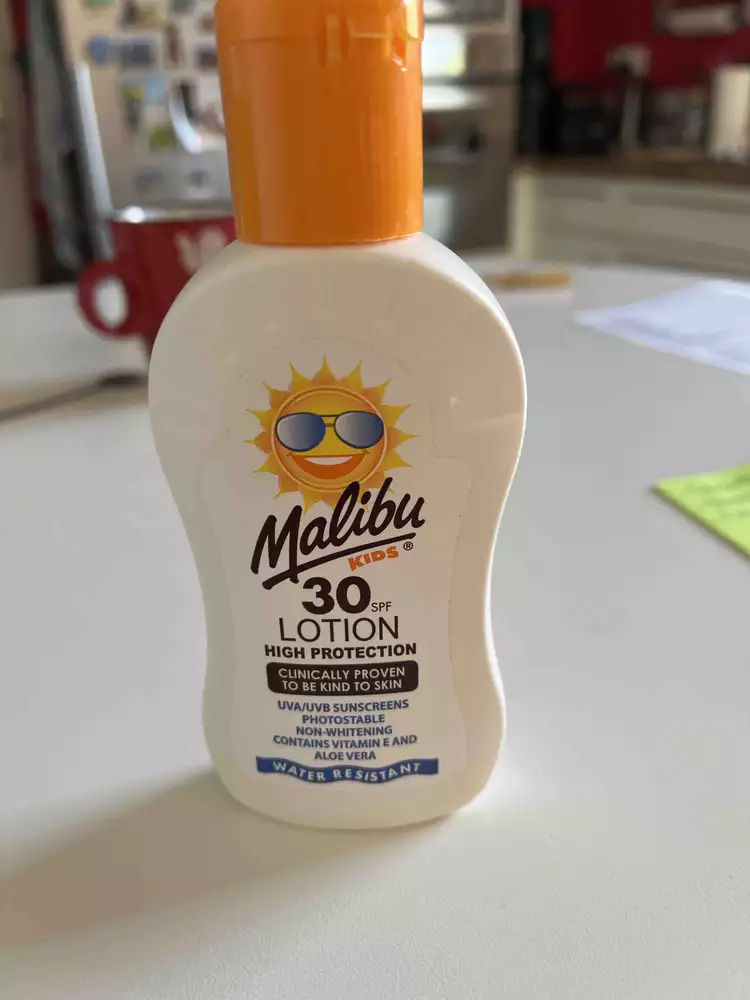 Malibu
KIDS ®
30 SPF
LOTION
HIGH PROTECTION
CLINICALLY PROVEN
TO BE KIND TO SKIN
UVA/UVB SUNSCREENS
PHOTOSTABLE
NON-WHITENING
CONTAINS VITAMIN E AND
ALOE VERA
WATER RESISTANT